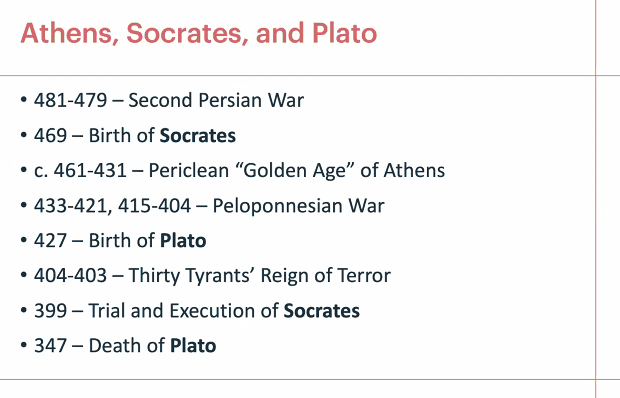 Athens, Socrates, and Plato
• 481-479 – Second Persian War
• 469 – Birth of Socrates
• c. 461-431 – Periclean “Golden Age” of Athens
• 433-421, 415-404 – Peloponnesian War
• 427 – Birth of Plato
• 404-403 – Thirty Tyrants’ Reign of Terror
• 399 – Trial and Execution of Socrates
• 347 – Death of Plato